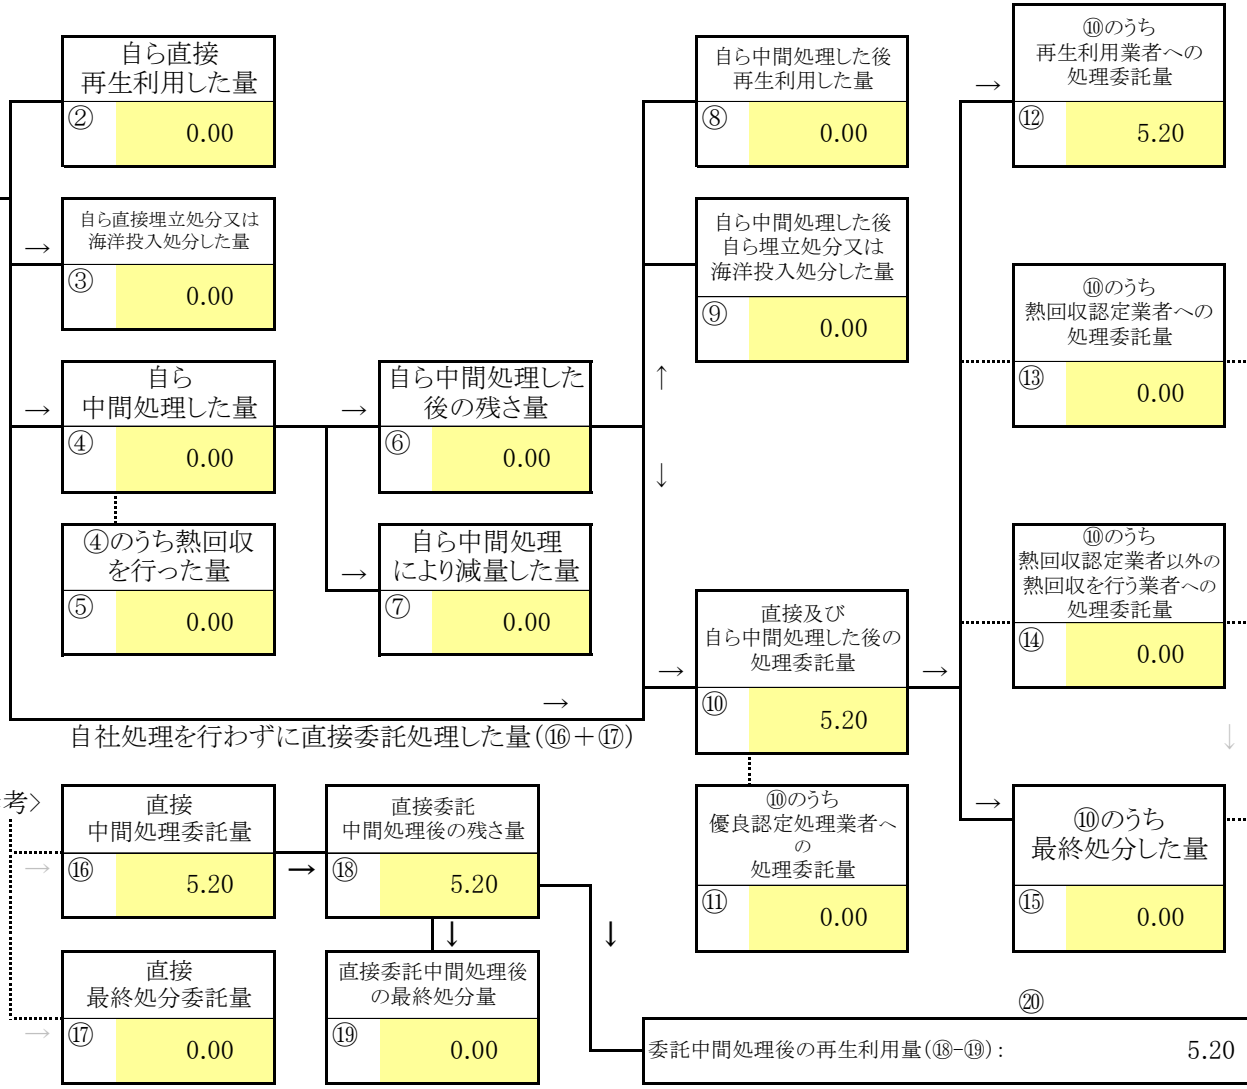 自ら直接
再生利用した量
②
0.00
自ら直接埋立処分又は
海洋投入処分した量
→
③
0.00
自ら
中間処理した量
→
④
0.00
④のうち熱回収
を行った量
⑤
0.00
自ら中間処理した
後の残さ量
→
⑥
0.00
自ら中間処理
により減量した量
→
⑦
0.00
自ら中間処理した後
再生利用した量
⑧
0.00
自ら中間処理した後
自ら埋立処分又は
海洋投入処分した量
⑨
0.00
↑
↓
直接及び
自ら中間処理した後の
処理委託量
→
⑩
5.20
→
⑩のうち
優良認定処理業者へ
の
処理委託量
⑪
0.00
⑩のうち
再生利用業者への
処理委託量
→
⑫
5.20
⑩のうち
熱回収認定業者への
処理委託量
⑬
0.00
⑩のうち
熱回収認定業者以外の
熱回収を行う業者への
処理委託量
⑭
0.00
↓
⑩のうち
最終処分した量
→
⑮
0.00
→
自社処理を行わずに直接委託処理した量(⑯+⑰)
考>
直接
中間処理委託量
→
⑯
5.20
→
直接委託
中間処理後の残さ量
⑱
5.20
↓
↓
直接
最終処分委託量
→
⑰
0.00
直接委託中間処理後
の最終処分量
⑲
0.00
⑳
委託中間処理後の再生利用量(⑱-⑲):
5.20